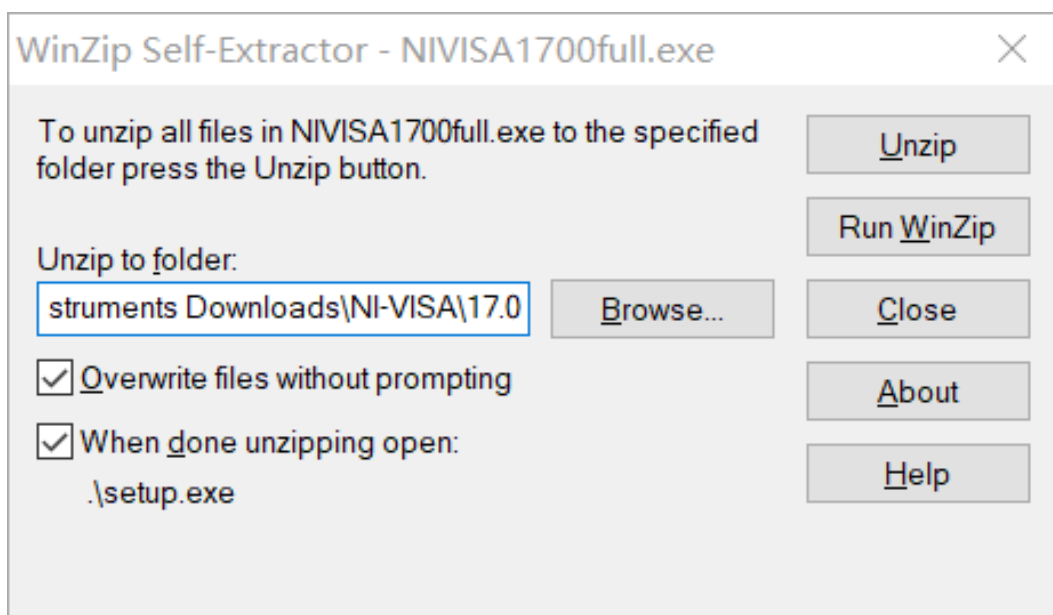 WinZip Self-Extractor - NIVISA1700full.exe
To unzip all files in NIVISA1700full.exe to the specified
folder press the Unzip button.
Unzip
Run WinZip
Unzip to folder:
struments Downloads\NI-VISA\17.0
Browse...
Close
Overwrite files without prompting
About
When done unzipping open:
.\setup.exe
Help